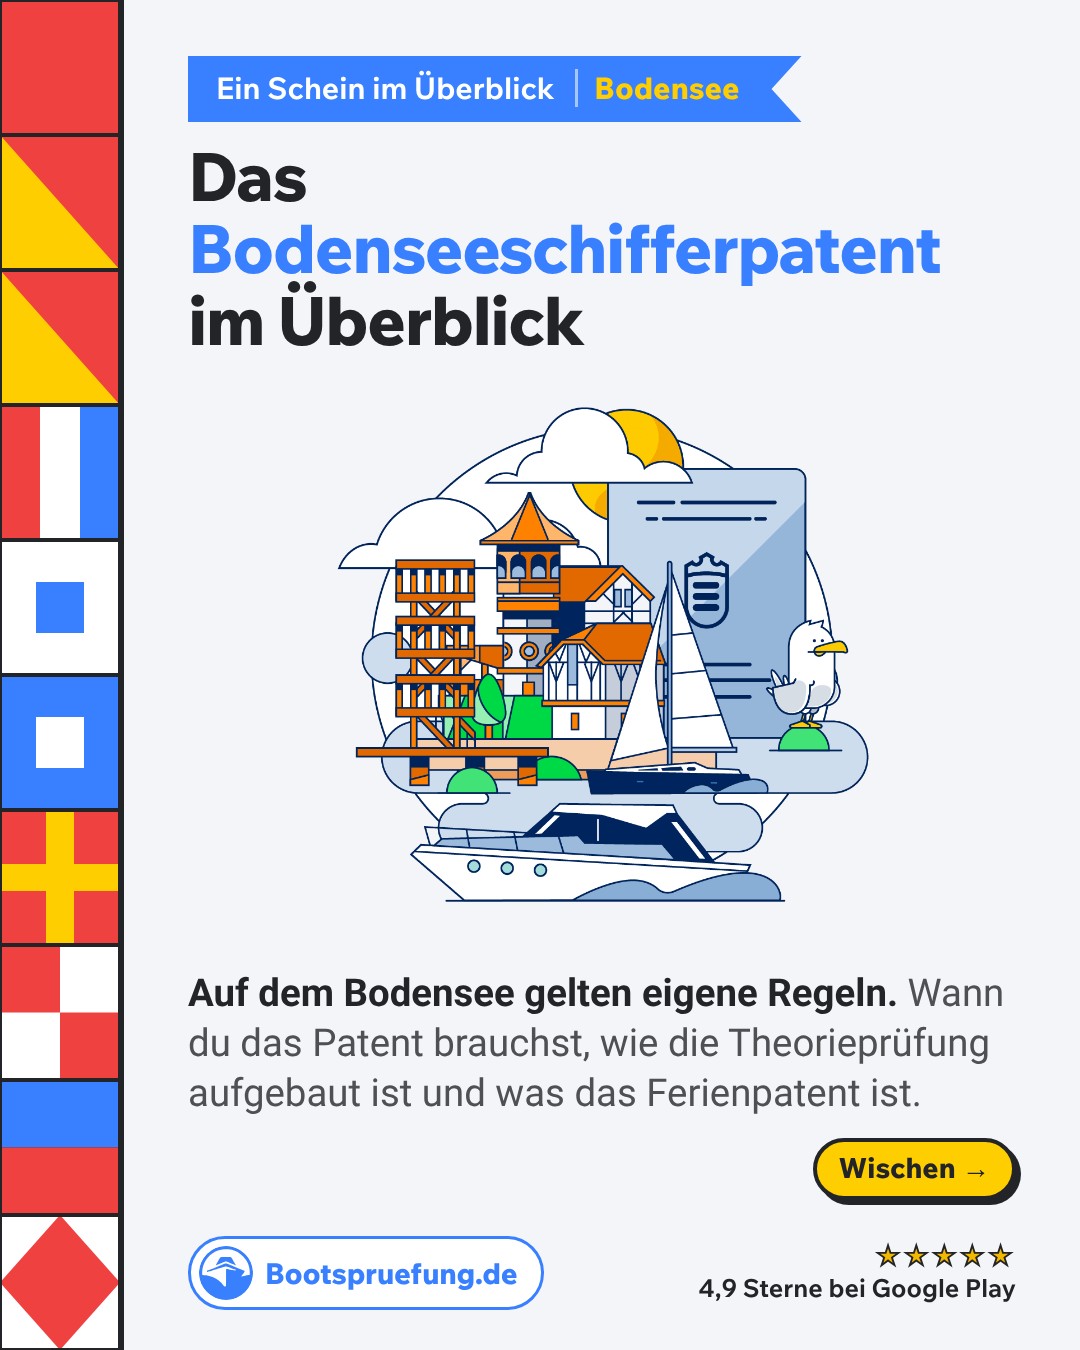 Ein Schein im Überblick | Bodensee
Das
Bodenseeschifferpatent
im Überblick
Auf dem Bodensee gelten eigene Regeln. Wann
du das Patent brauchst, wie die Theorieprüfung
aufgebaut ist und was das Ferienpatent ist.
Wischen →
Bootspruefung.de
★★★★★
4,9 Sterne bei Google Play